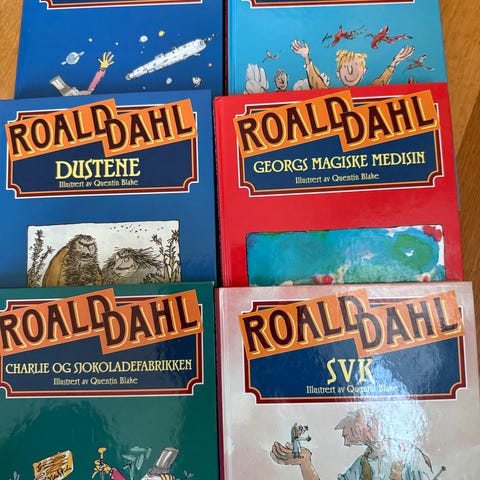 ROALD DAHL
DUSTENE
Illustrert av Quentin Blake
ROALD DAHL
GEORGS MAGISKE MEDISIN
Illustrert av Quentin Blake
ROALD DAHL
CHARLIE OG SJOKOLADEFABRIKKEN
Illustrert av Quentin Blake
ROALD DAHL
SVK
Illustrert av Quentin Blake